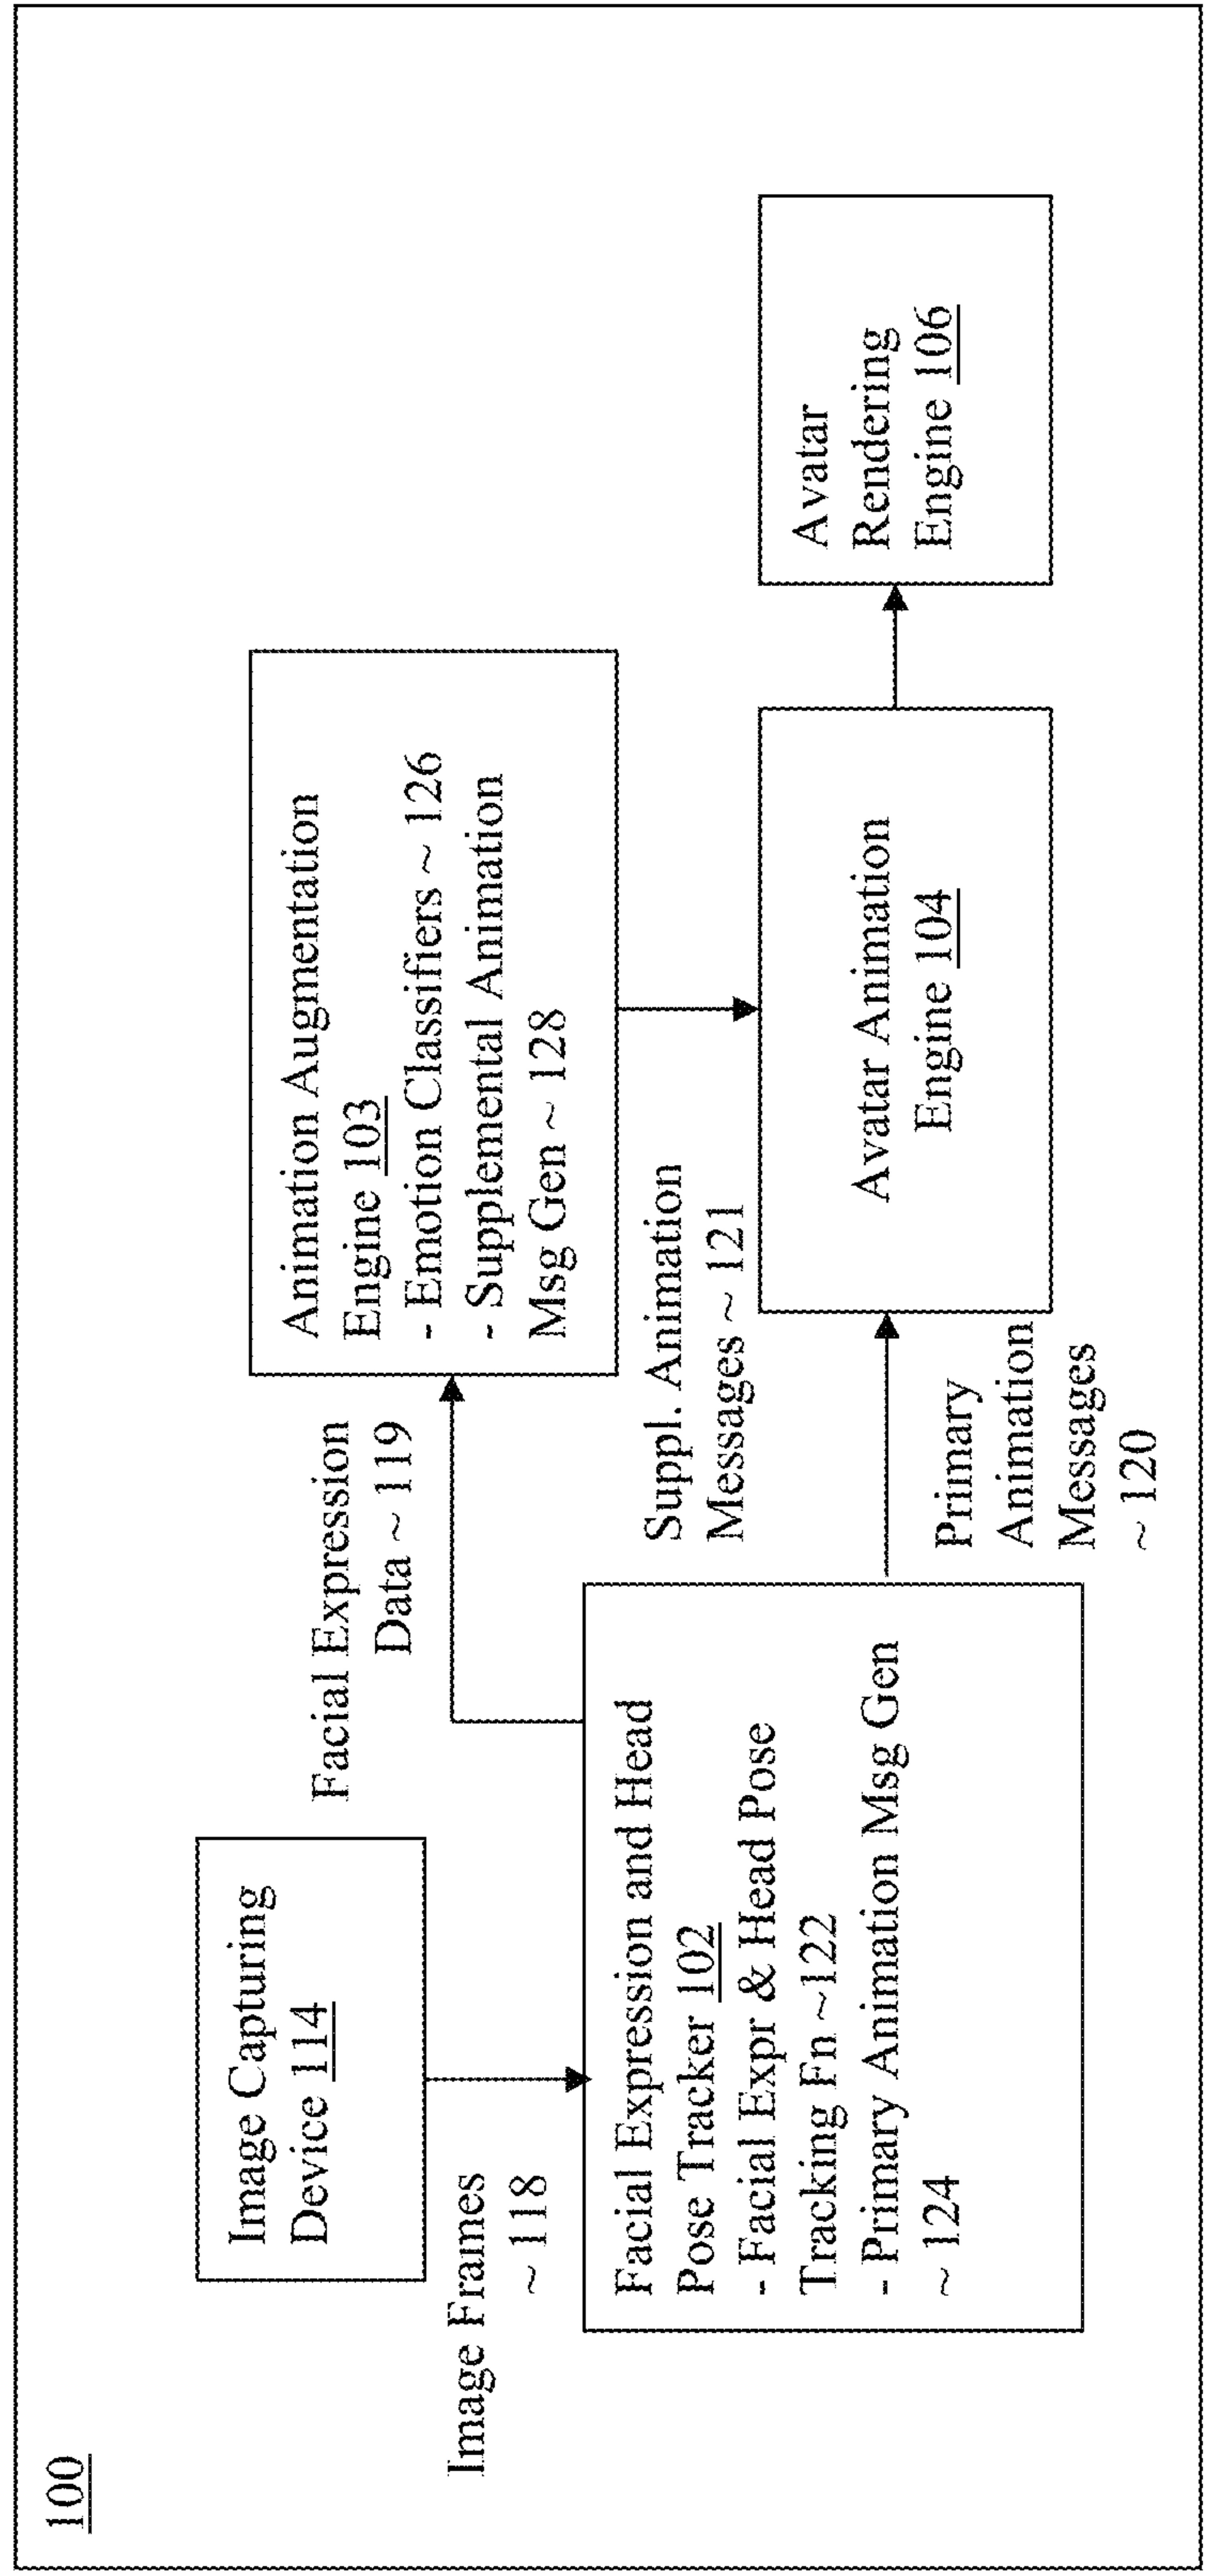 100
Image Capturing
Device 114
Image Frames
~ 118
Facial Expression and Head
Pose Tracker 102
- Facial Expr & Head Pose
Tracking Fn ~122
- Primary Animation Msg Gen
~ 124
Facial Expression
Data ~ 119
Animation Augmentation
Engine 103
- Emotion Classifiers ~ 126
- Supplemental Animation
Msg Gen ~ 128
Suppl. Animation
Messages ~ 121
Primary
Animation
Messages
~ 120
Avatar Animation
Engine 104
Avatar
Rendering
Engine 106